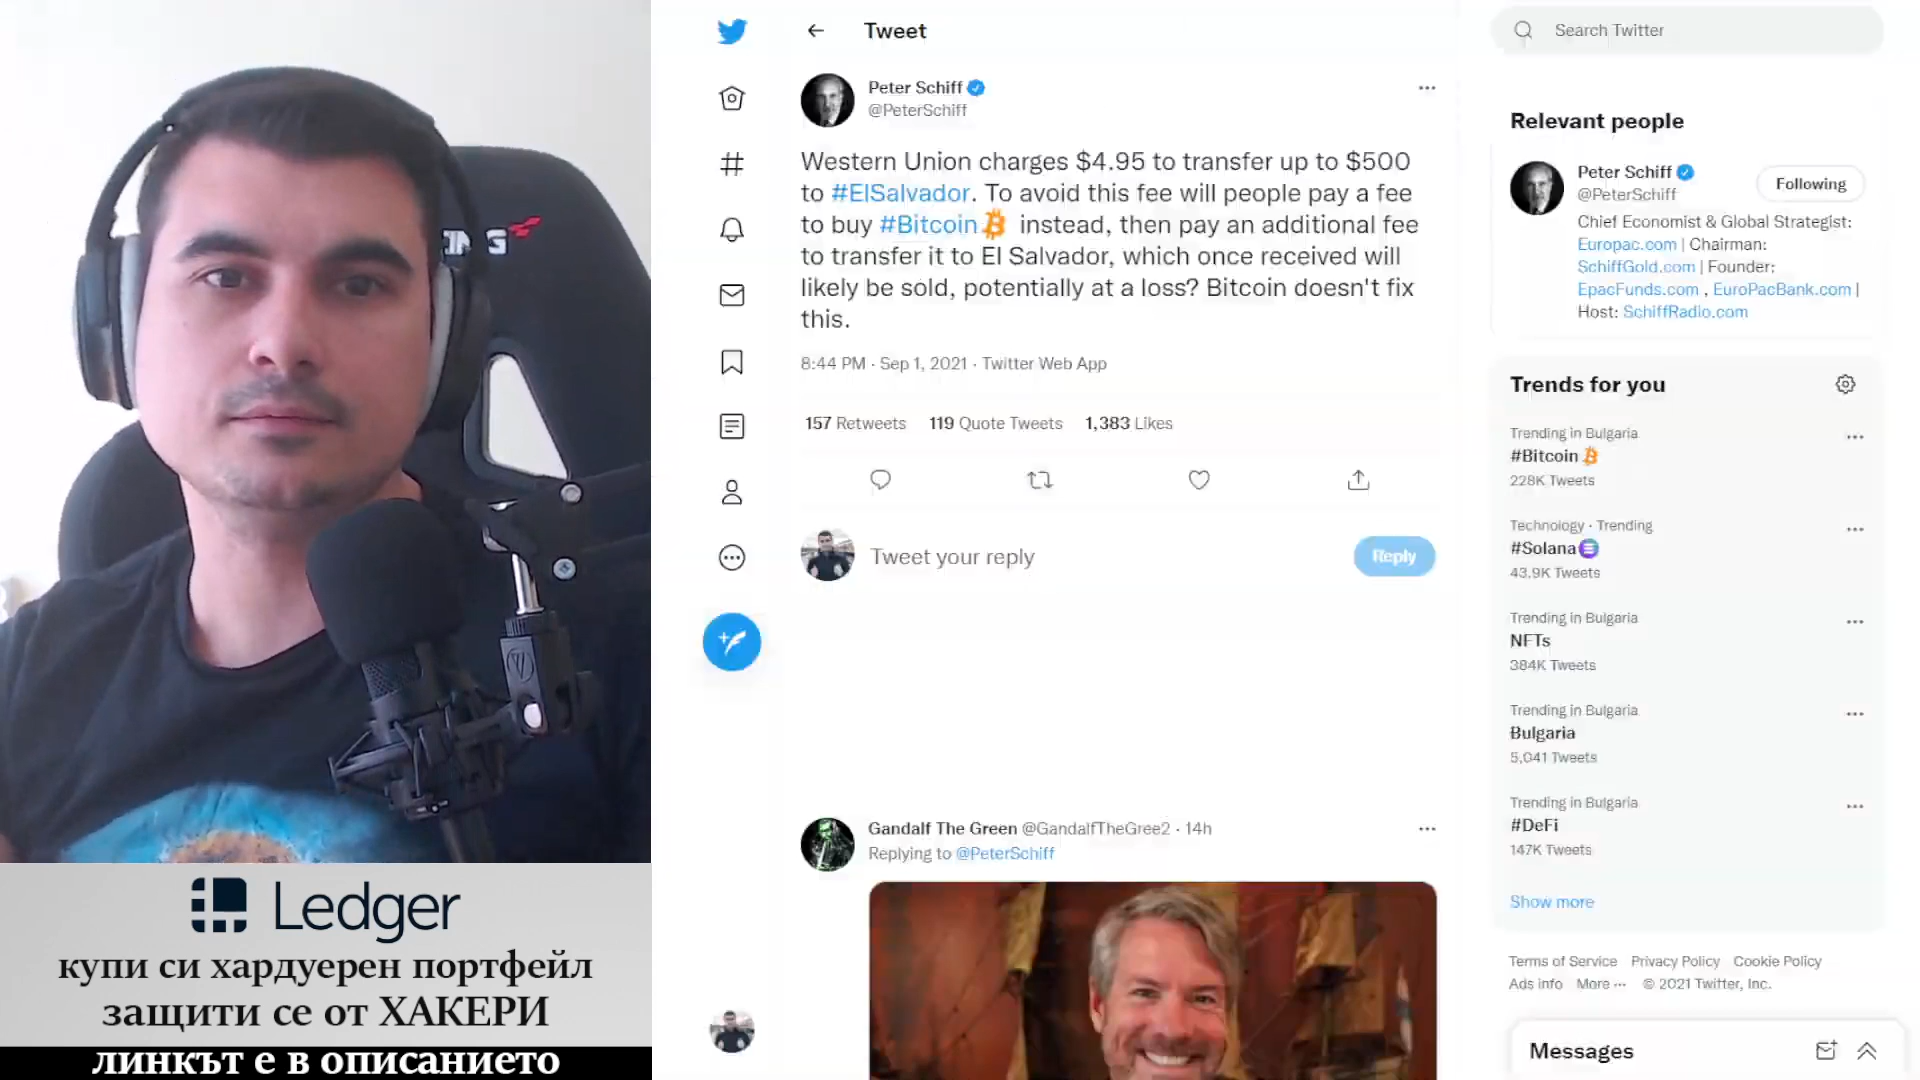 Tweet
Peter Schiff
@PeterSchiff
Western Union charges $4.95 to transfer up to $500
to #ElSalvador. To avoid this fee will people pay a fee
to buy #Bitcoin instead, then pay an additional fee
to transfer it to El Salvador, which once received will
likely be sold, potentially at a loss? Bitcoin doesn't fix
this.
8:44 PM · Sep 1, 2021 · Twitter Web App
157 Retweets 119 Quote Tweets 1,383 Likes
Tweet your reply
Reply
Gandalf The Green @GandalfTheGree2 · 14h
Replying to @PeterSchiff
Search Twitter
Relevant people
Peter Schiff
@PeterSchiff
Following
Chief Economist & Global Strategist:
Europac.com | Chairman:
SchiffGold.com | Founder:
EpacFunds.com , EuroPacBank.com |
Host: SchiffRadio.com
Trends for you
Trending in Bulgaria
#Bitcoin
228K Tweets
Technology · Trending
#Solana
43.9K Tweets
Trending in Bulgaria
NFTs
384K Tweets
Trending in Bulgaria
Bulgaria
5,041 Tweets
Trending in Bulgaria
#DeFi
147K Tweets
Show more
Terms of Service Privacy Policy Cookie Policy
Ads info More ··· © 2021 Twitter, Inc.
Messages
Ledger
купи си хардуерен портфейл
защити се от ХАКЕРИ
линкът е в описанието